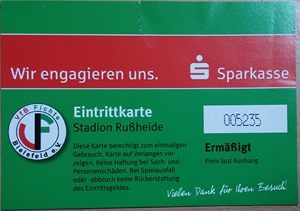 Wir engagieren uns.
S Sparkasse
VfB Fichte
Bielefeld e.V.
Eintrittkarte
Stadion Rußheide
Diese Karte berechtigt zum einmaligen
Gebrauch. Karte auf Verlangen vor-
zeigen. Keine Haftung bei Sach- und
Personenschäden. Bei Spielausfall
oder -abbruch keine Rückerstattung
des Eintrittsgeldes.
005235
Ermäßigt
Preis laut Aushang
Vielen Dank für Ihren Besuch!